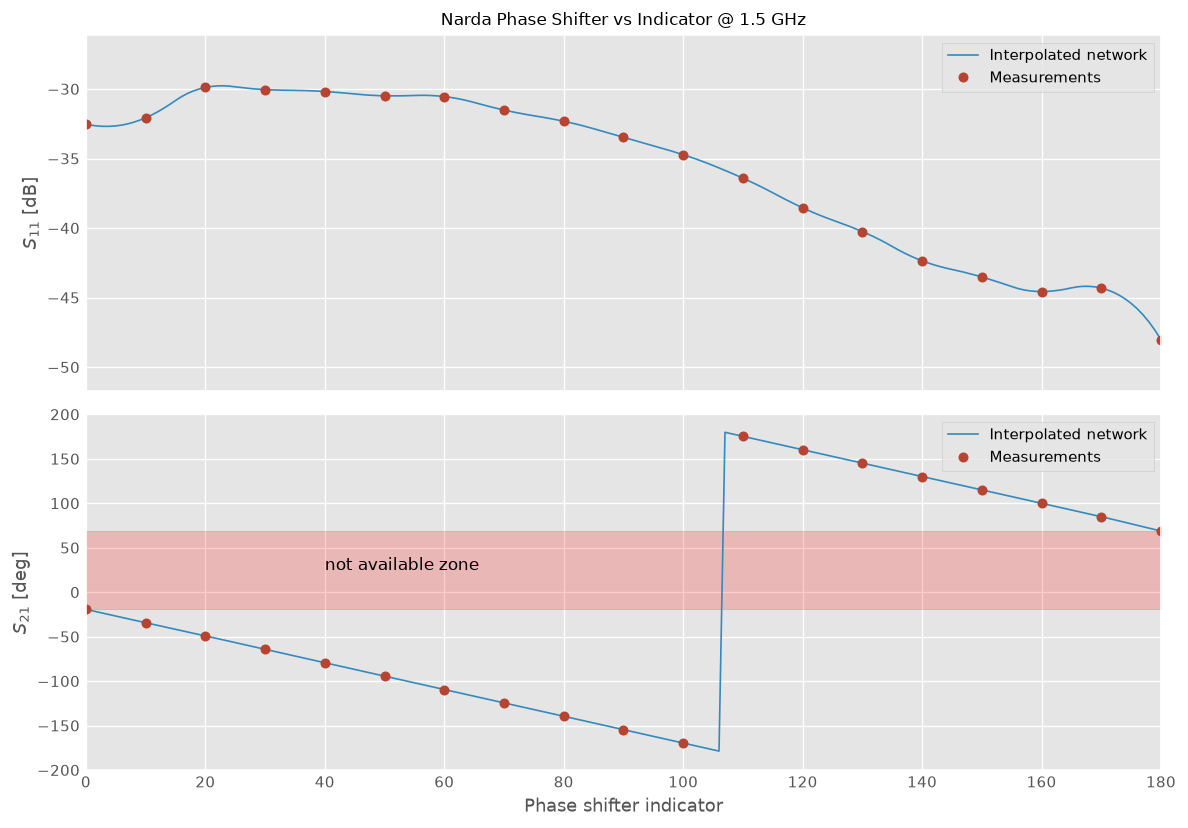 Narda Phase Shifter vs Indicator @ 1.5 GHz
Interpolated network
Measurements
−30
−35
−40
−45
−50
S11 [dB]
Interpolated network
Measurements
200
150
100
50
0
−50
−100
−150
−200
not available zone
S21 [deg]
0 20 40 60 80 100 120 140 160 180
Phase shifter indicator